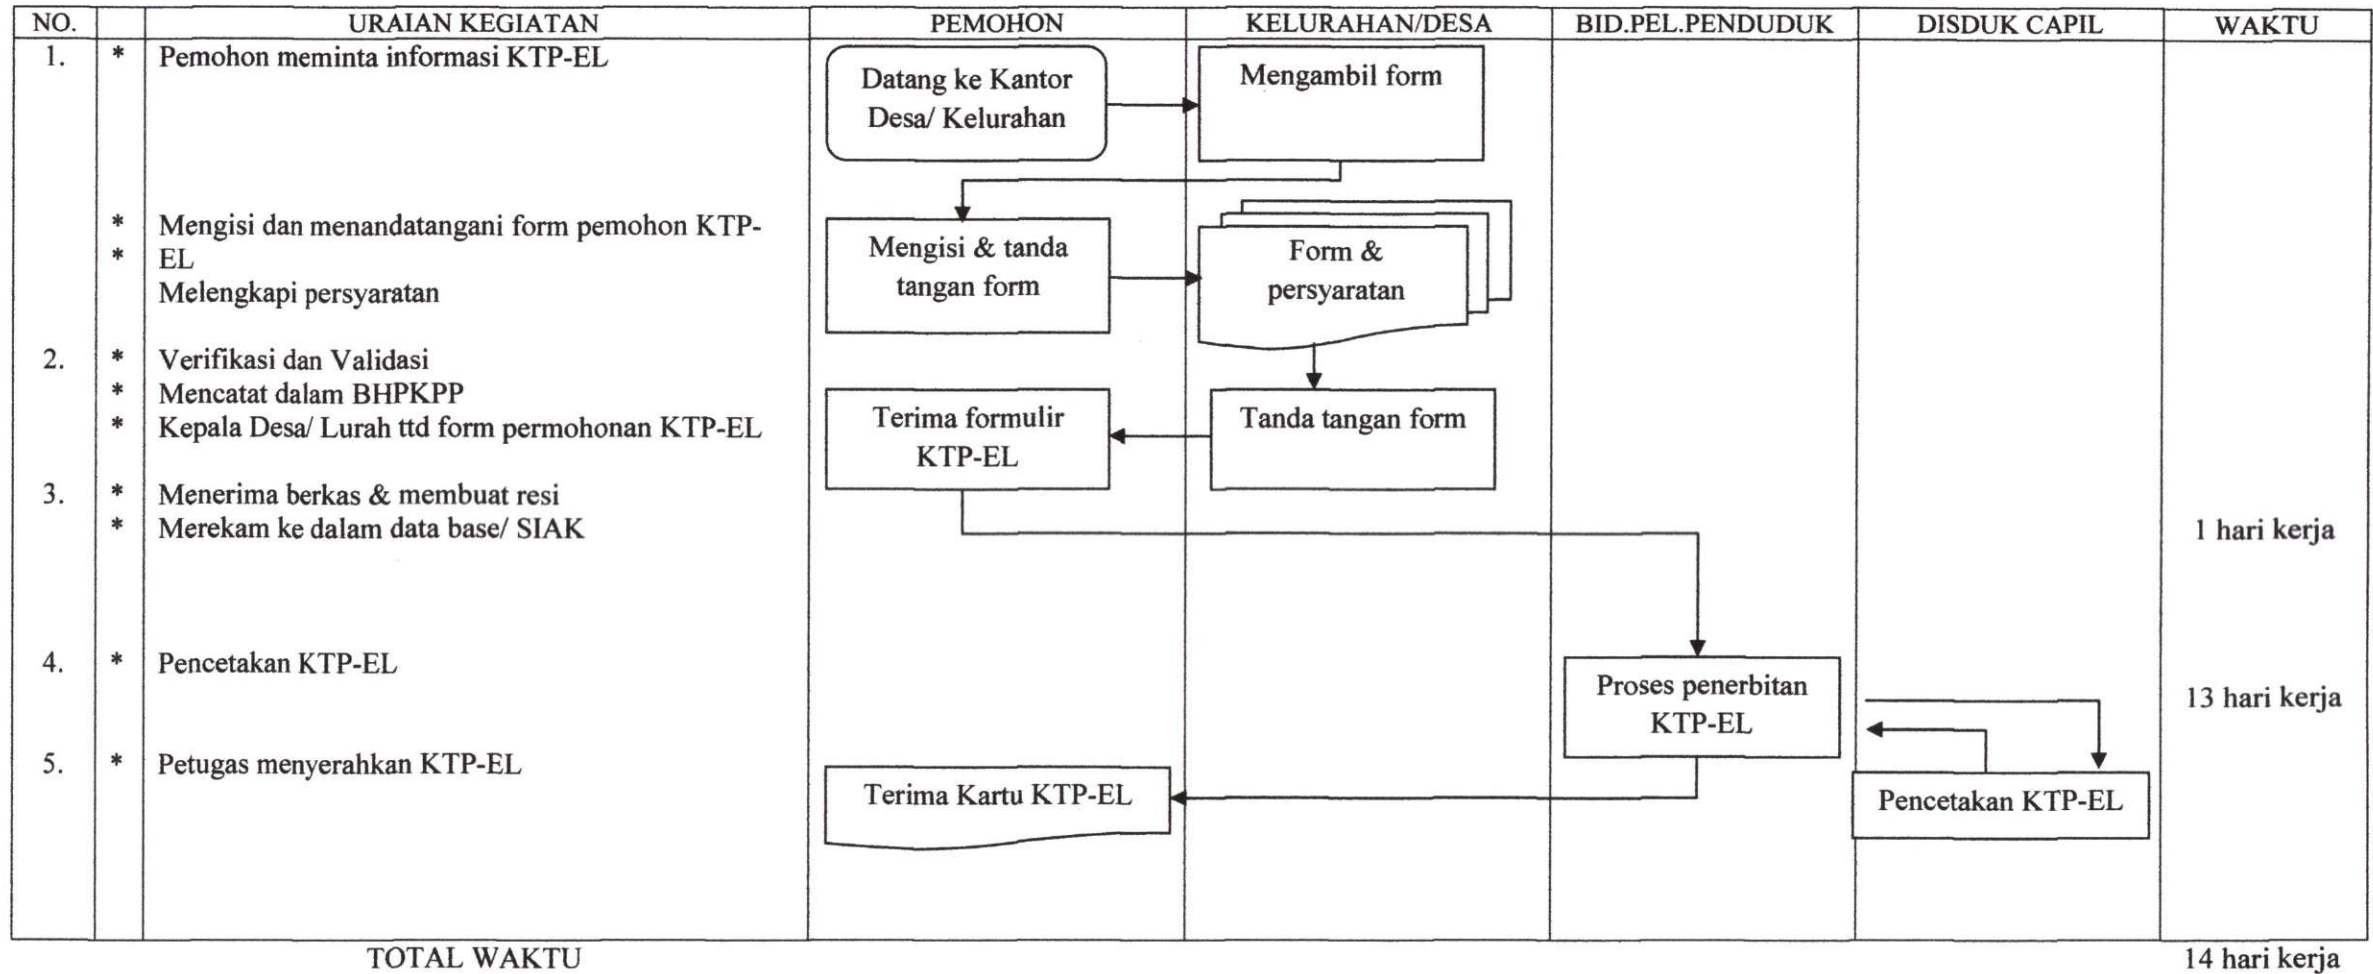 NO. URAIAN KEGIATAN PEMOHON KELURAHAN/DESA BID.PEL.PENDUDUK DISDUK CAPIL WAKTU
1. * Pemohon meminta informasi KTP-EL
Datang ke Kantor
Desa/ Kelurahan
Mengambil form
* Mengisi dan menandatangani form pemohon KTP-
* EL
Melengkapi persyaratan
Mengisi & tanda
tangan form
Form &
persyaratan
2. * Verifikasi dan Validasi
* Mencatat dalam BHPKPP
* Kepala Desa/ Lurah ttd form permohonan KTP-EL
Terima formulir
KTP-EL
Tanda tangan form
3. * Menerima berkas & membuat resi
* Merekam ke dalam data base/ SIAK
1 hari kerja
4. * Pencetakan KTP-EL
Proses penerbitan
KTP-EL
13 hari kerja
5. * Petugas menyerahkan KTP-EL
Terima Kartu KTP-EL
Pencetakan KTP-EL
TOTAL WAKTU 14 hari kerja